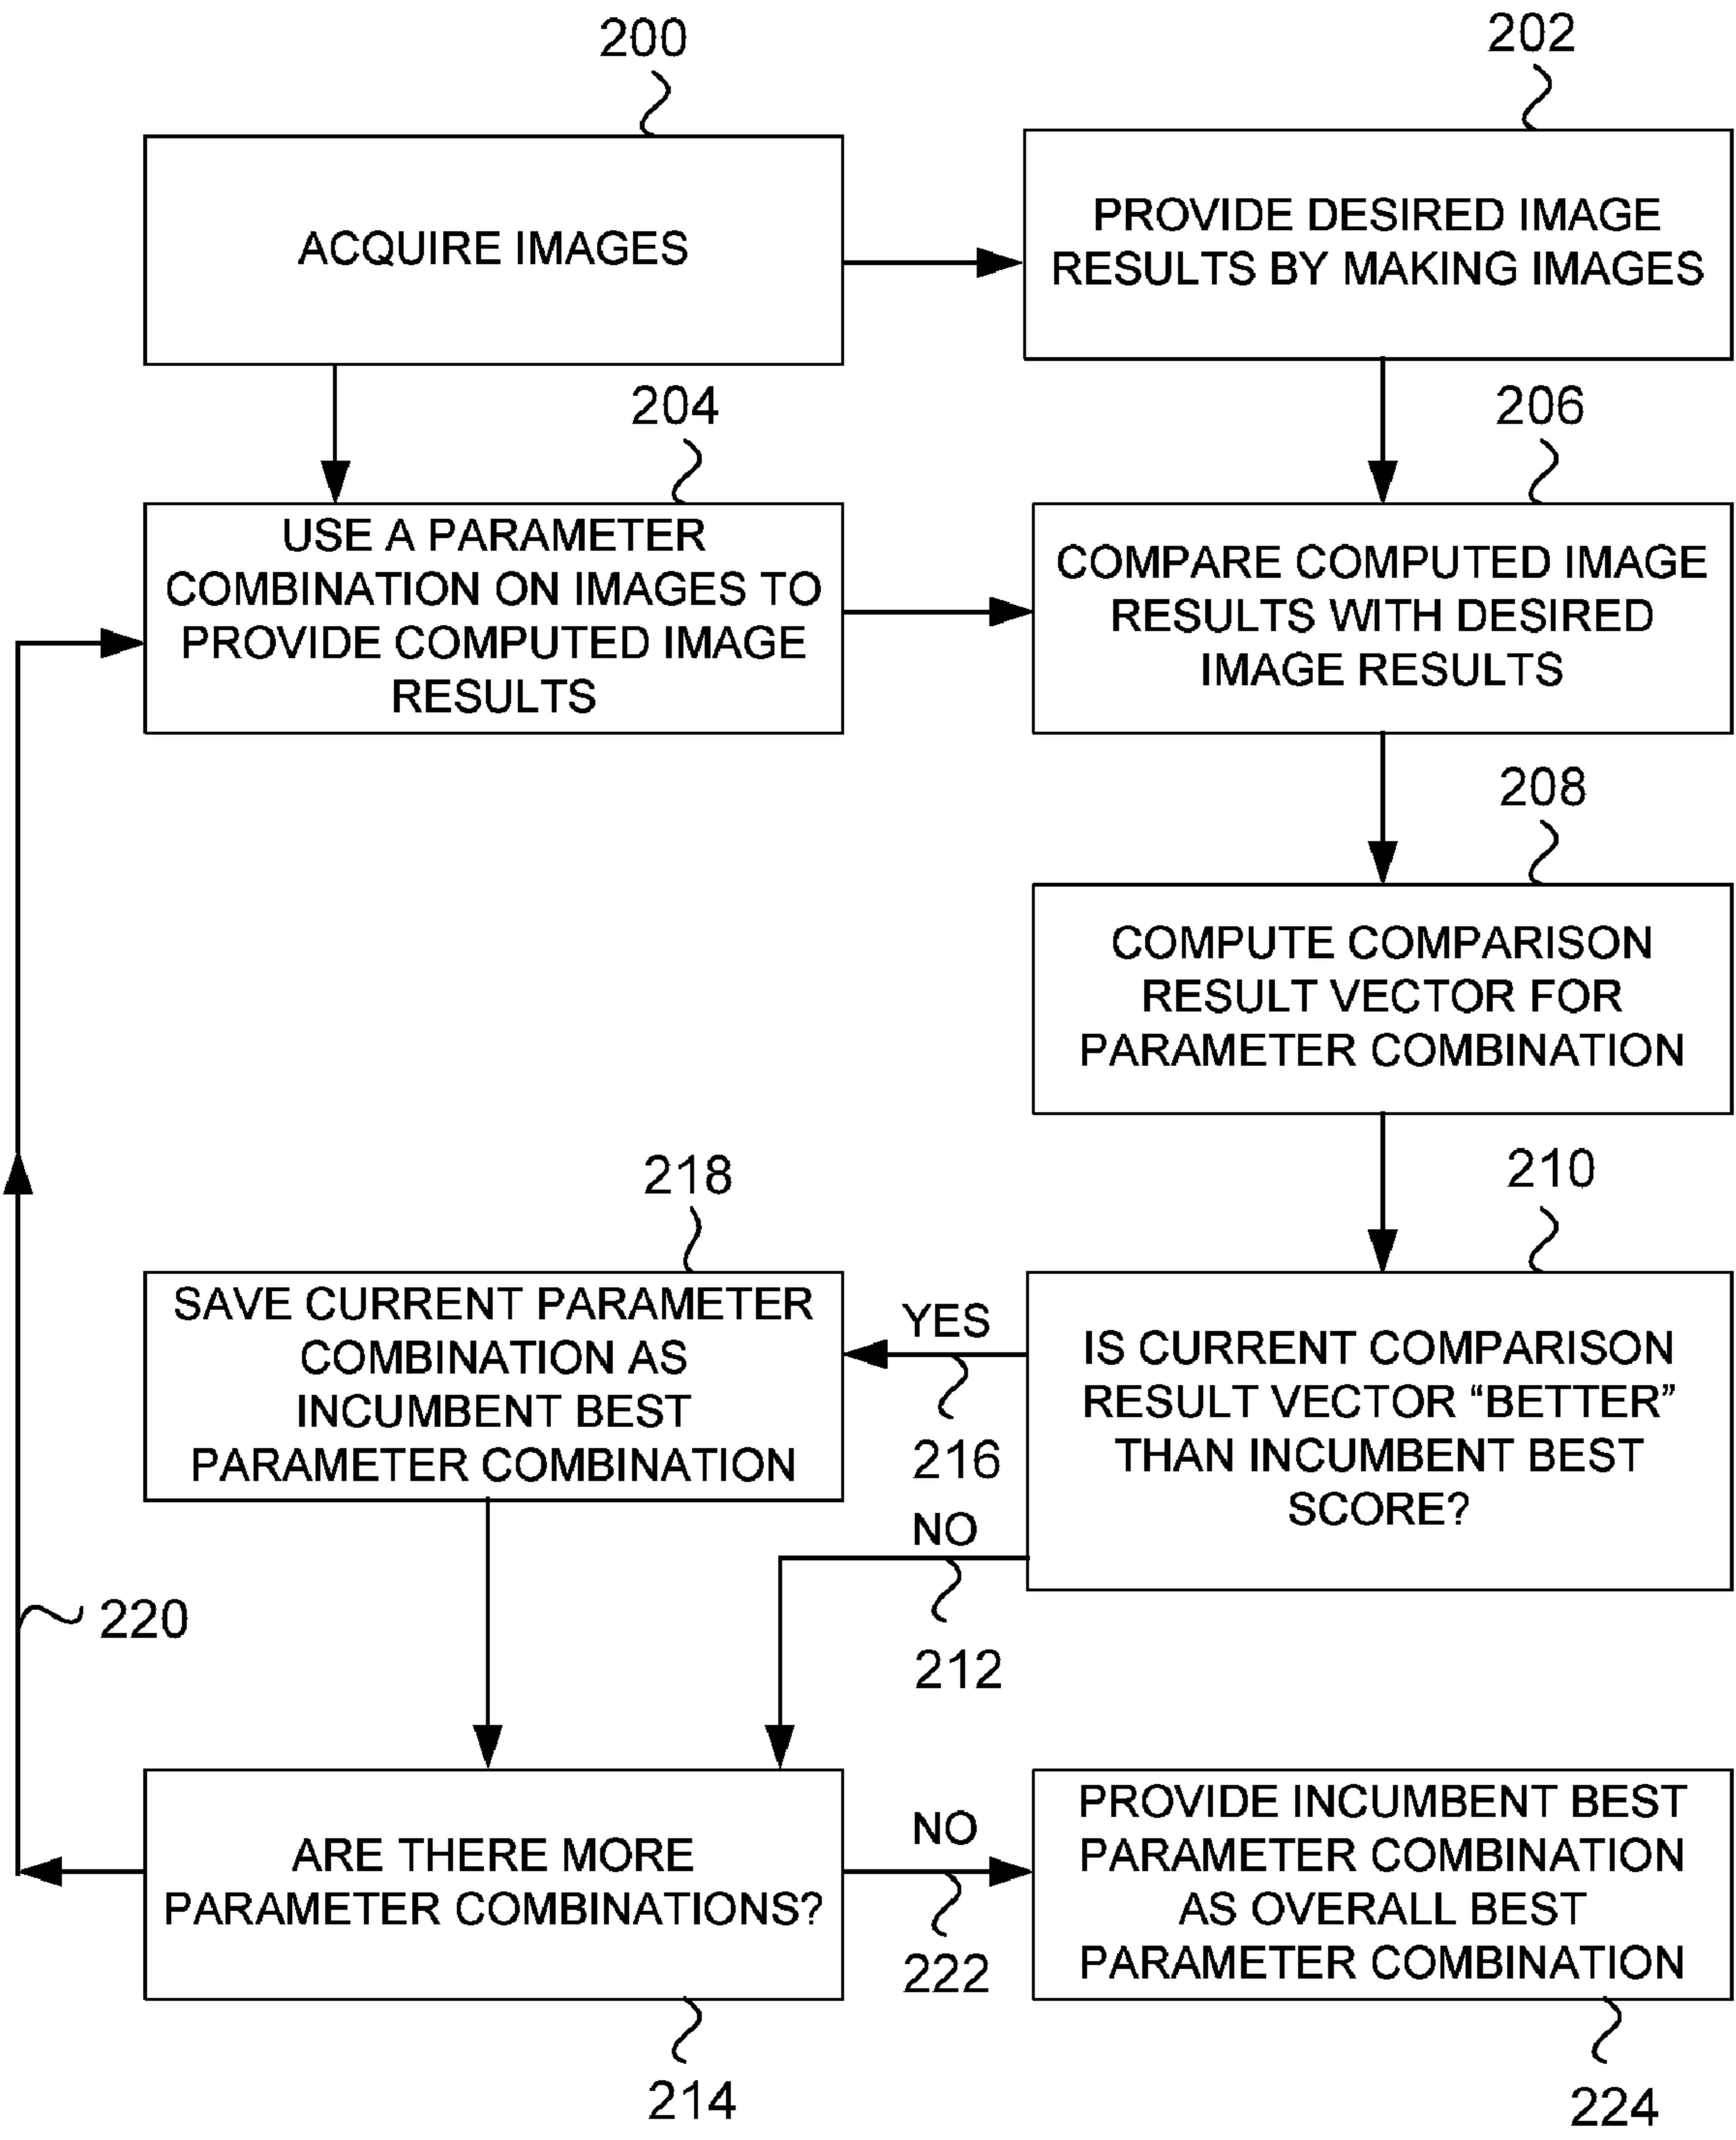 200
202
ACQUIRE IMAGES
PROVIDE DESIRED IMAGE
RESULTS BY MAKING IMAGES
204
206
USE A PARAMETER
COMBINATION ON IMAGES TO
PROVIDE COMPUTED IMAGE
RESULTS
COMPARE COMPUTED IMAGE
RESULTS WITH DESIRED
IMAGE RESULTS
208
COMPUTE COMPARISON
RESULT VECTOR FOR
PARAMETER COMBINATION
218
210
SAVE CURRENT PARAMETER
COMBINATION AS
INCUMBENT BEST
PARAMETER COMBINATION
YES
216
IS CURRENT COMPARISON
RESULT VECTOR “BETTER”
THAN INCUMBENT BEST
SCORE?
NO
212
220
ARE THERE MORE
PARAMETER COMBINATIONS?
NO
222
PROVIDE INCUMBENT BEST
PARAMETER COMBINATION
AS OVERALL BEST
PARAMETER COMBINATION
214
224